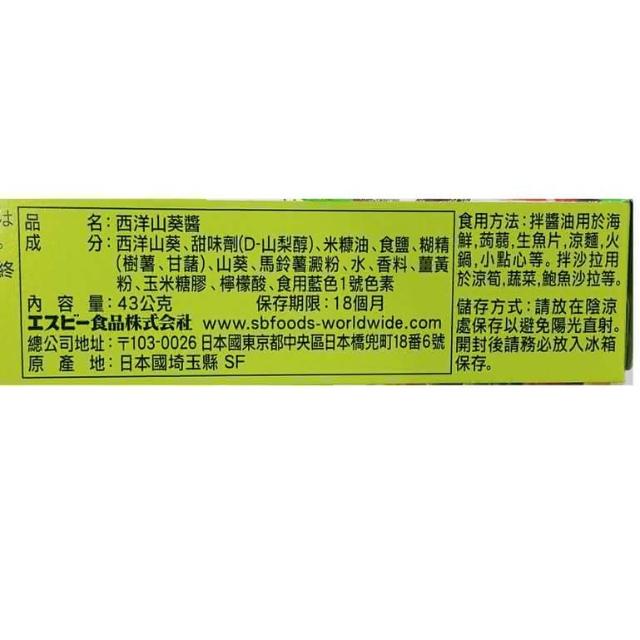 は
。
終
品　　名：西洋山葵醬
成　　分：西洋山葵、甜味劑(D-山梨醇)、米糠油、食鹽、糊精
(樹薯、甘藷)、山葵、馬鈴薯澱粉、水、香料、薑黃
粉、玉米糖膠、檸檬酸、食用藍色1號色素
內 容 量：43公克　保存期限：18個月
エスビー食品株式会社 www.sbfoods-worldwide.com
總公司地址：〒103-0026 日本國東京都中央區日本橋兜町18番6號
原 產 地：日本國埼玉縣 SF
食用方法：拌醬油用於海
鮮,蒟蒻,生魚片,涼麵,火
鍋,小點心等。拌沙拉用
於涼筍,蔬菜,鮑魚沙拉等。
儲存方式：請放在陰涼
處保存以避免陽光直射。
開封後請務必放入冰箱
保存。